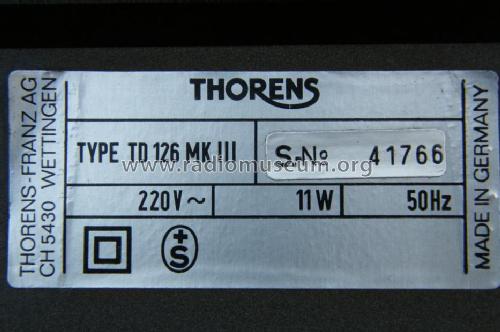 THORENS
THORENS-FRANZ AG
CH 5430 WETTINGEN
TYPE TD 126 MK III
S-No 41766
www.radiomuseum.org
220V~ 11W 50Hz
+S
MADE IN GERMANY